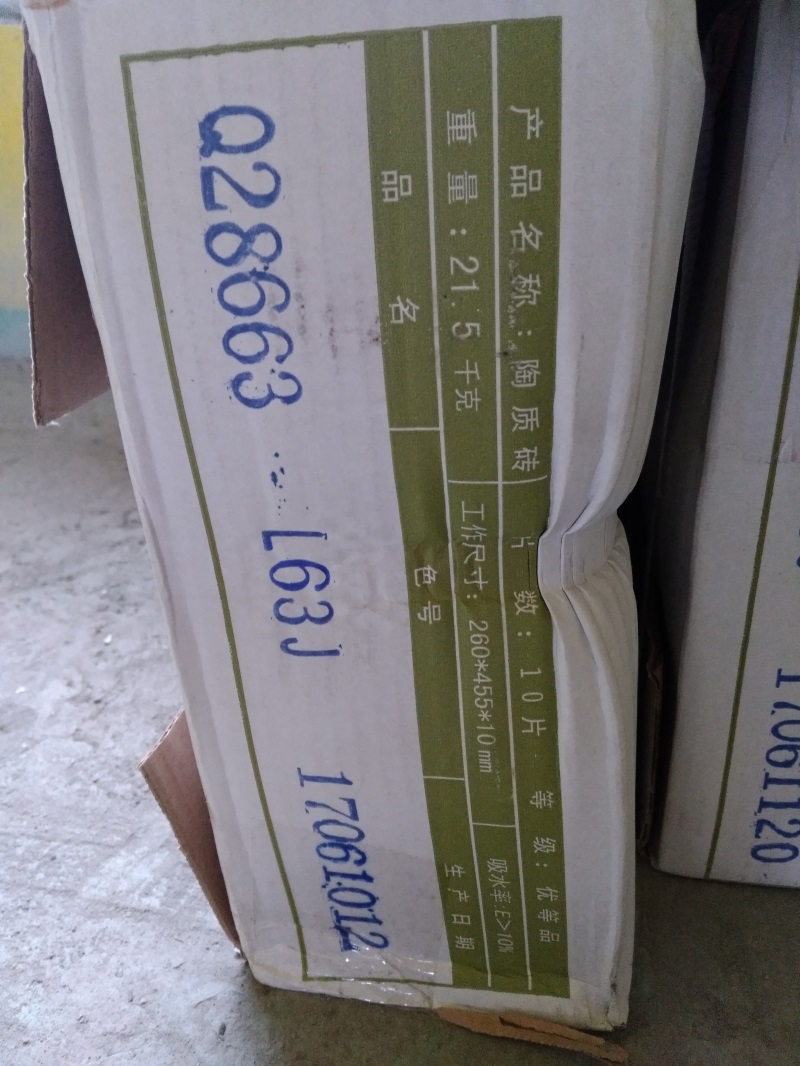 产品名称：陶质砖 片数：10片 等级：优等品
重量：21.5千克 工作尺寸：260*455*10mm 吸水率:E>10%
品名 色号 生产日期
Q28663 L63J 17061012
17061120